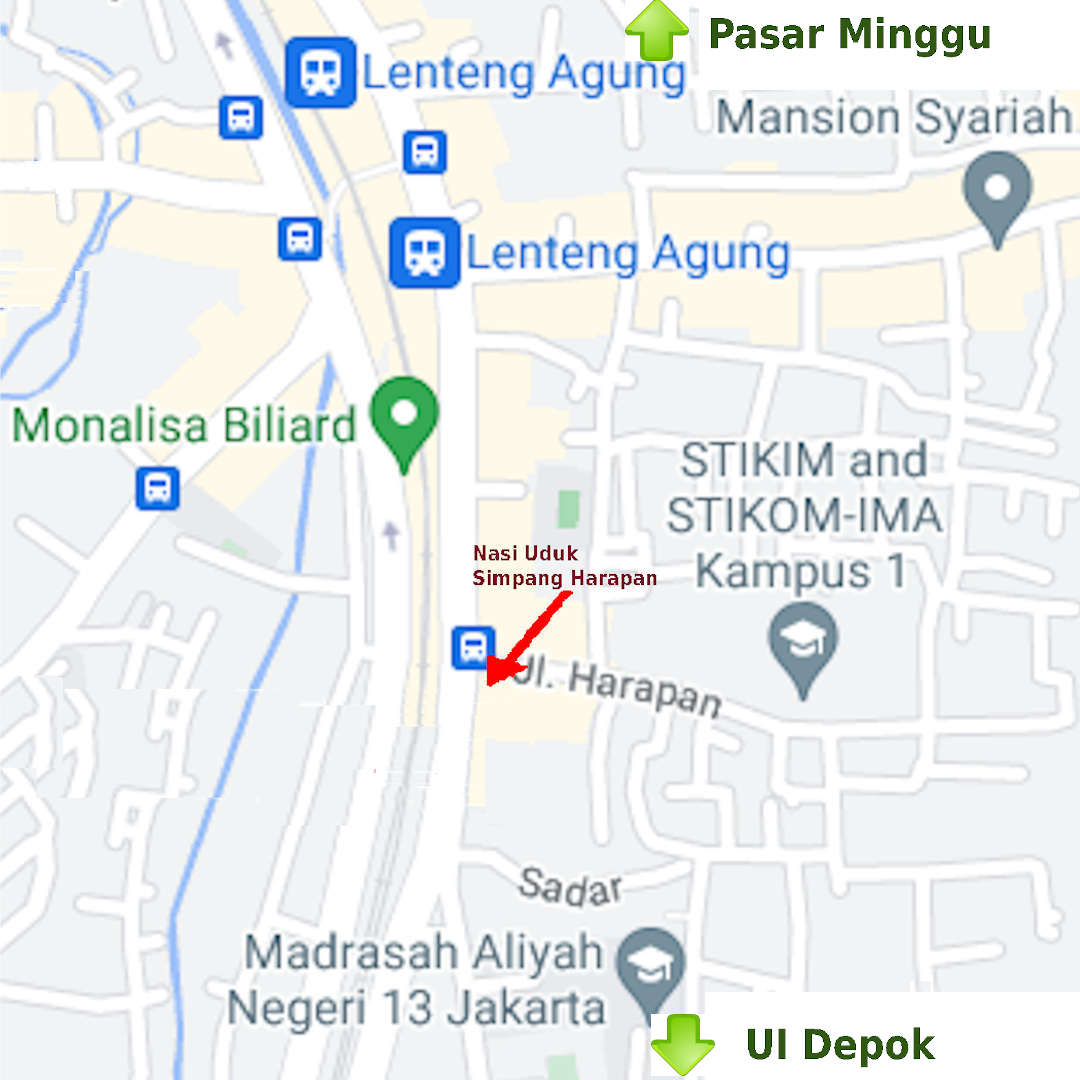 Pasar Minggu
Lenteng Agung
Mansion Syariah
Lenteng Agung
Monalisa Biliard
STIKIM and
STIKOM-IMA
Kampus 1
Nasi Uduk
Simpang Harapan
Jl. Harapan
Sadar
Madrasah Aliyah
Negeri 13 Jakarta
UI Depok